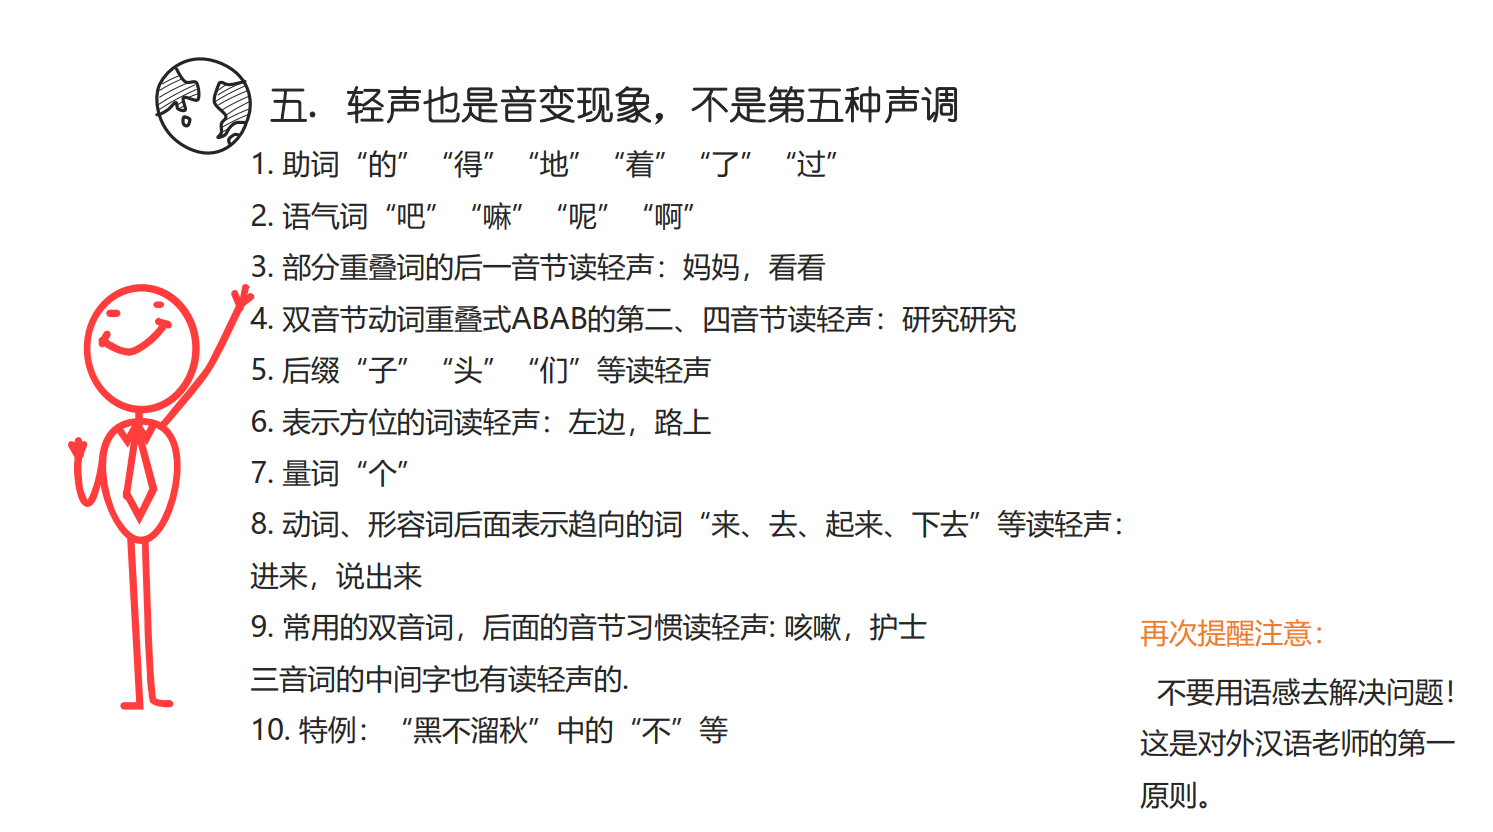 五. 轻声也是音变现象，不是第五种声调
1. 助词“的” “得” “地” “着” “了” “过”
2. 语气词“吧” “嘛” “呢” “啊”
3. 部分重叠词的后一音节读轻声：妈妈，看看
4. 双音节动词重叠式ABAB的第二、四音节读轻声：研究研究
5. 后缀“子” “头” “们”等读轻声
6. 表示方位的词读轻声：左边，路上
7. 量词“个”
8. 动词、形容词后面表示趋向的词“来、去、起来、下去”等读轻声：
进来，说出来
9. 常用的双音词，后面的音节习惯读轻声: 咳嗽，护士
三音词的中间字也有读轻声的.
10. 特例： “黑不溜秋”中的“不”等
再次提醒注意：
不要用语感去解决问题！
这是对外汉语老师的第一
原则。